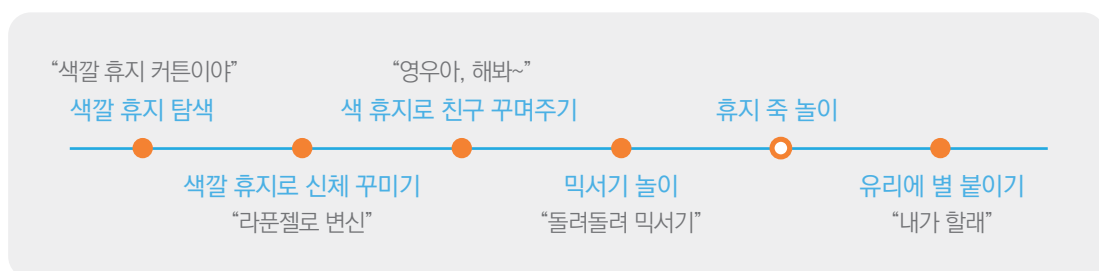 “색깔 휴지 커튼이야”
색깔 휴지 탐색
“영우아, 해봐~”
색 휴지로 친구 꾸며주기
휴지 죽 놀이
색깔 휴지로 신체 꾸미기
“라푼젤로 변신”
믹서기 놀이
“돌려돌려 믹서기”
유리에 별 붙이기
“내가 할래”